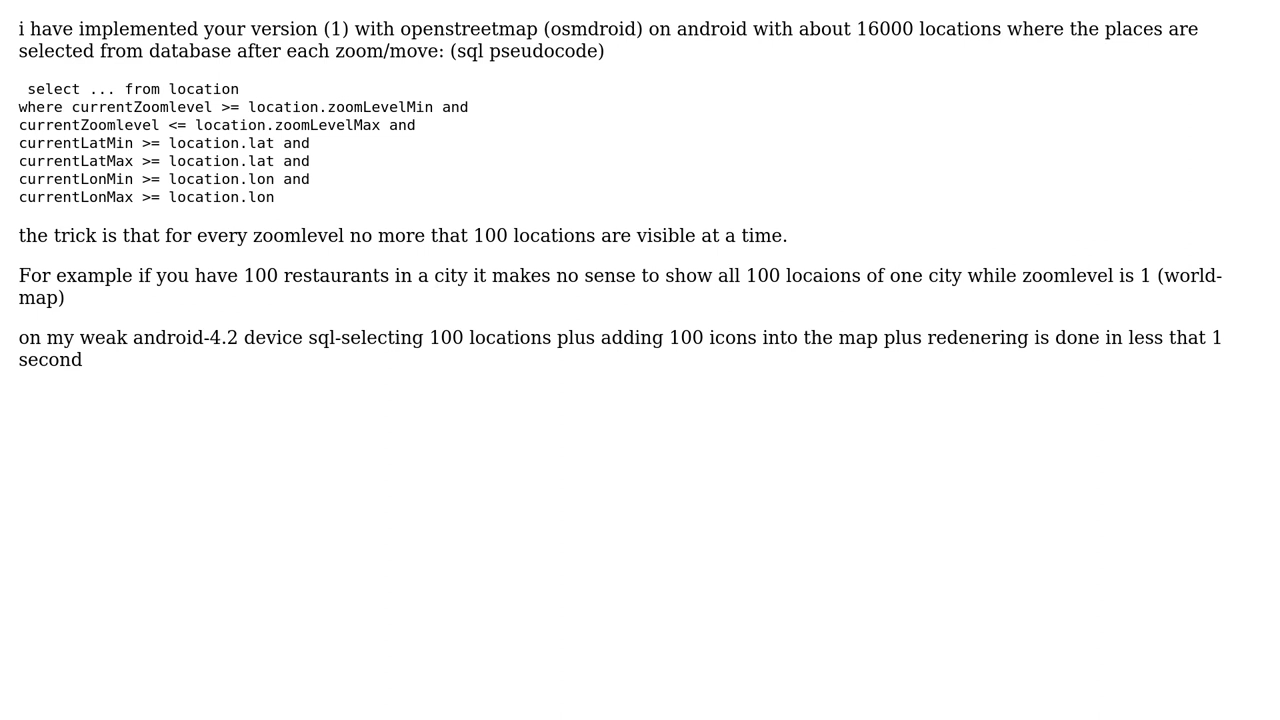 i have implemented your version (1) with openstreetmap (osmdroid) on android with about 16000 locations where the places are
selected from database after each zoom/move: (sql pseudocode)
select ... from location
where currentZoomlevel >= location.zoomLevelMin and
currentZoomlevel <= location.zoomLevelMax and
currentLatMin >= location.lat and
currentLatMax >= location.lat and
currentLonMin >= location.lon and
currentLonMax >= location.lon
the trick is that for every zoomlevel no more that 100 locations are visible at a time.
For example if you have 100 restaurants in a city it makes no sense to show all 100 locaions of one city while zoomlevel is 1 (world-
map)
on my weak android-4.2 device sql-selecting 100 locations plus adding 100 icons into the map plus redenering is done in less that 1
second